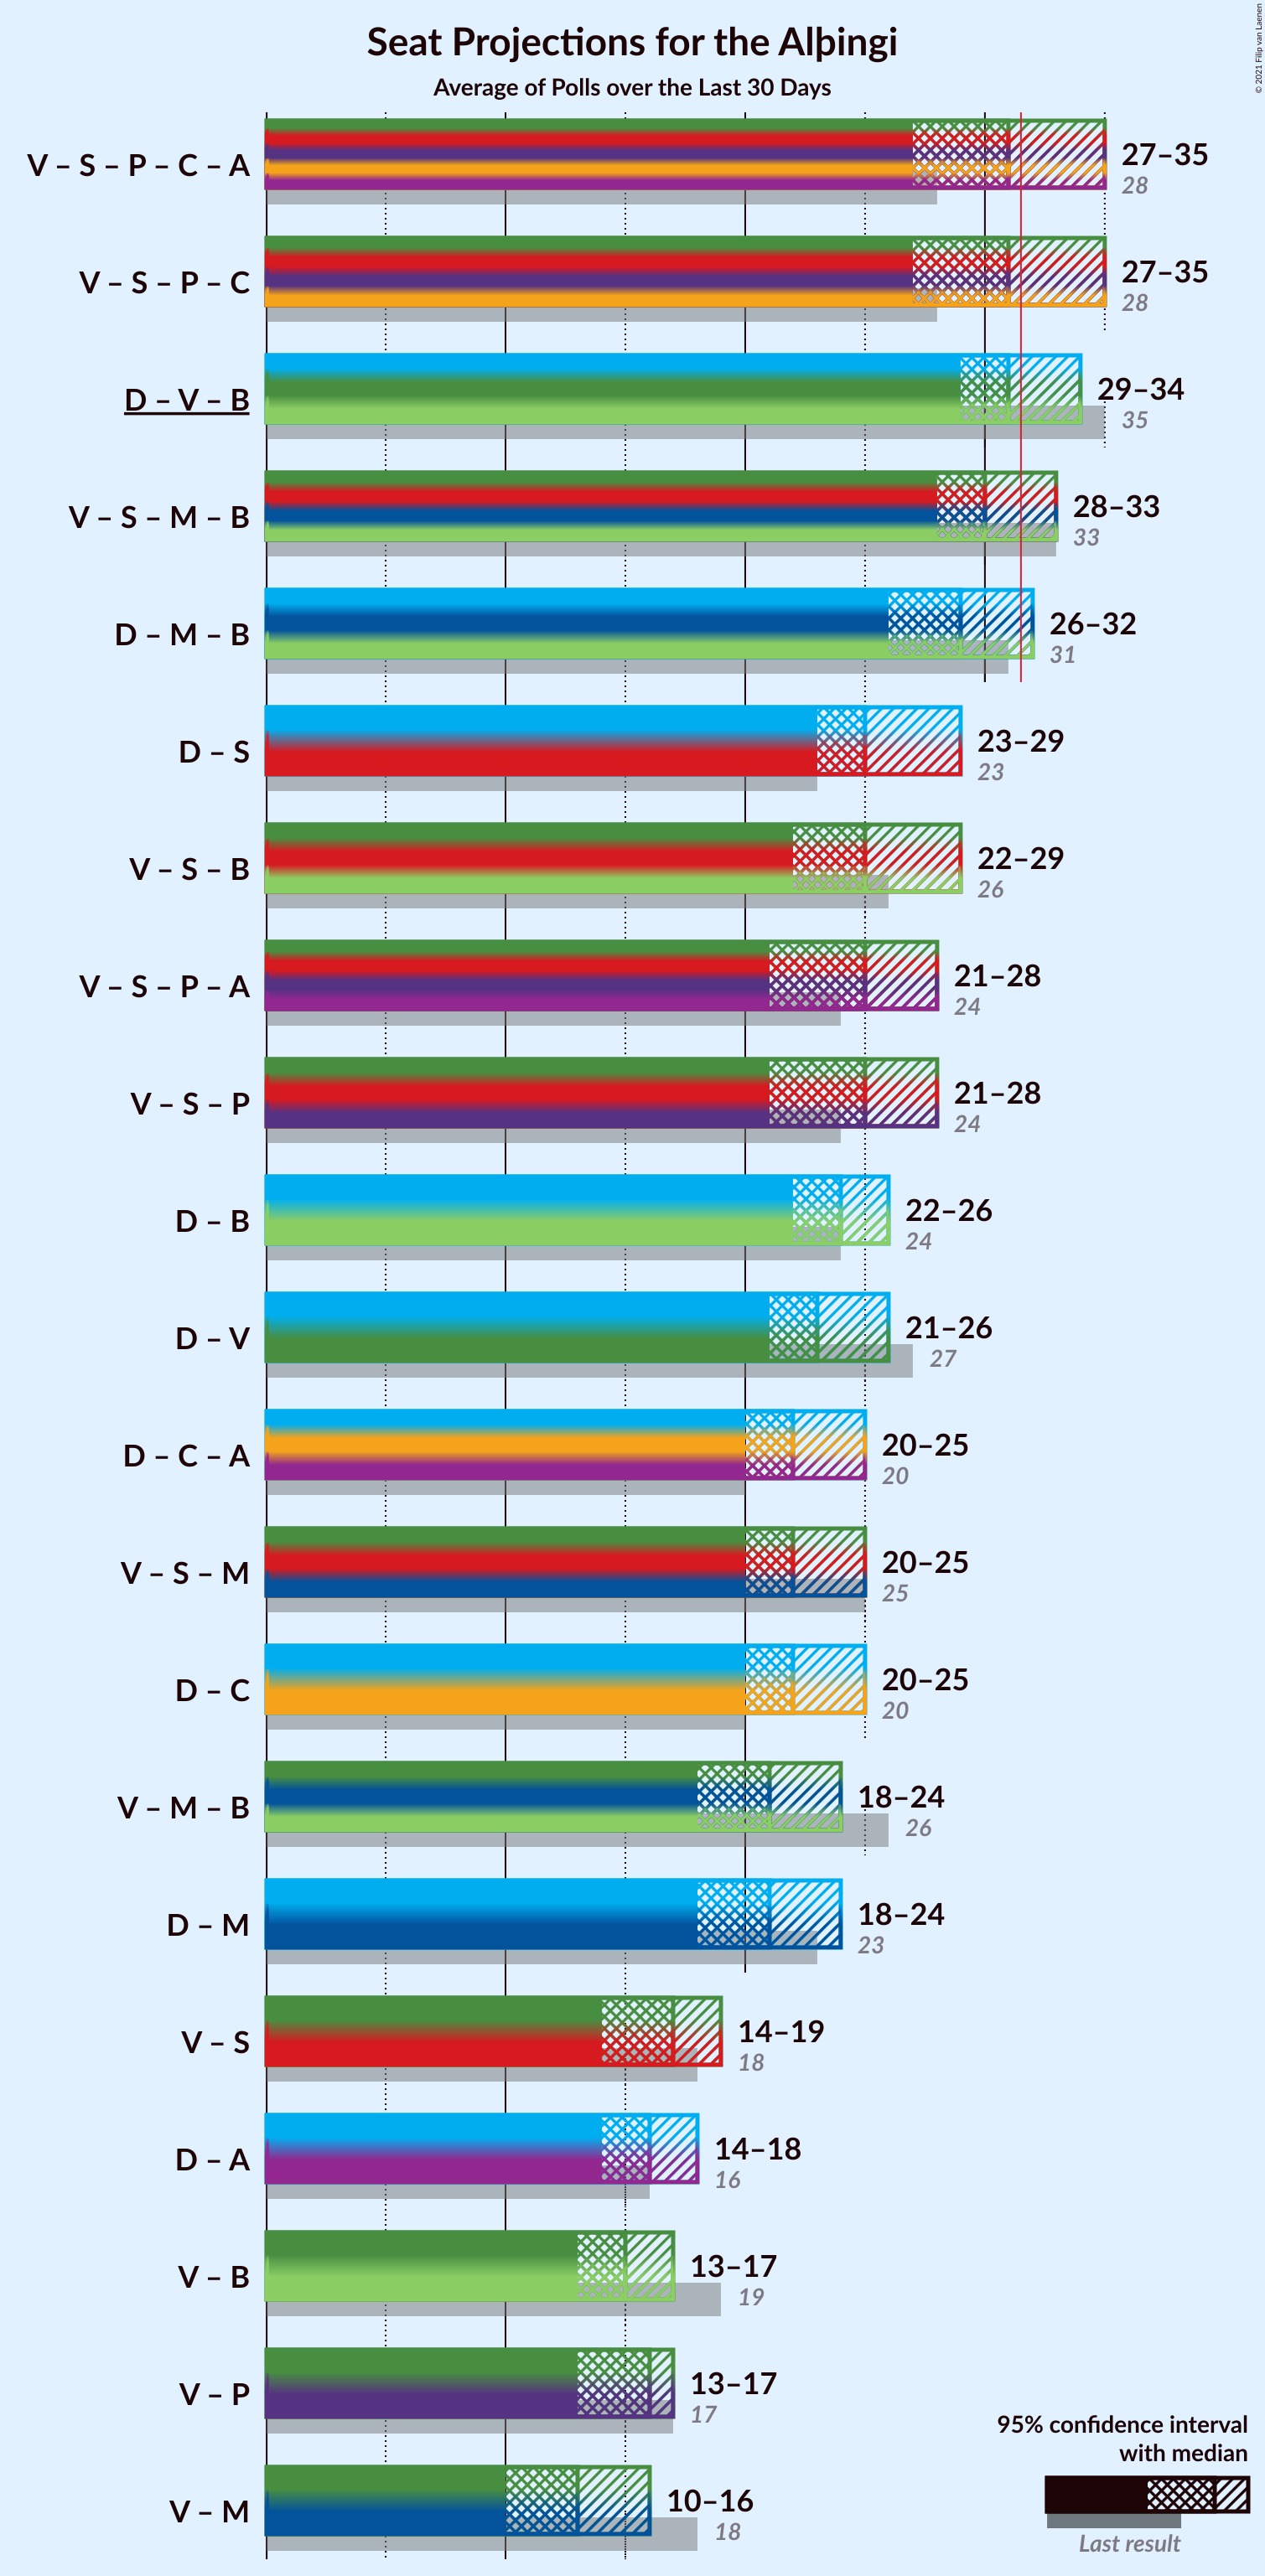 Seat Projections for the Alþingi
Average of Polls over the Last 30 Days
© 2021 Filip van Laenen
V – S – P – C – A
27–35
28
V – S – P – C
27–35
28
D – V – B
29–34
35
V – S – M – B
28–33
33
D – M – B
26–32
31
D – S
23–29
23
V – S – B
22–29
26
V – S – P – A
21–28
24
V – S – P
21–28
24
D – B
22–26
24
D – V
21–26
27
D – C – A
20–25
20
V – S – M
20–25
25
D – C
20–25
20
V – M – B
18–24
26
D – M
18–24
23
V – S
14–19
18
D – A
14–18
16
V – B
13–17
19
V – P
13–17
17
V – M
10–16
18
95% confidence interval
with median
Last result